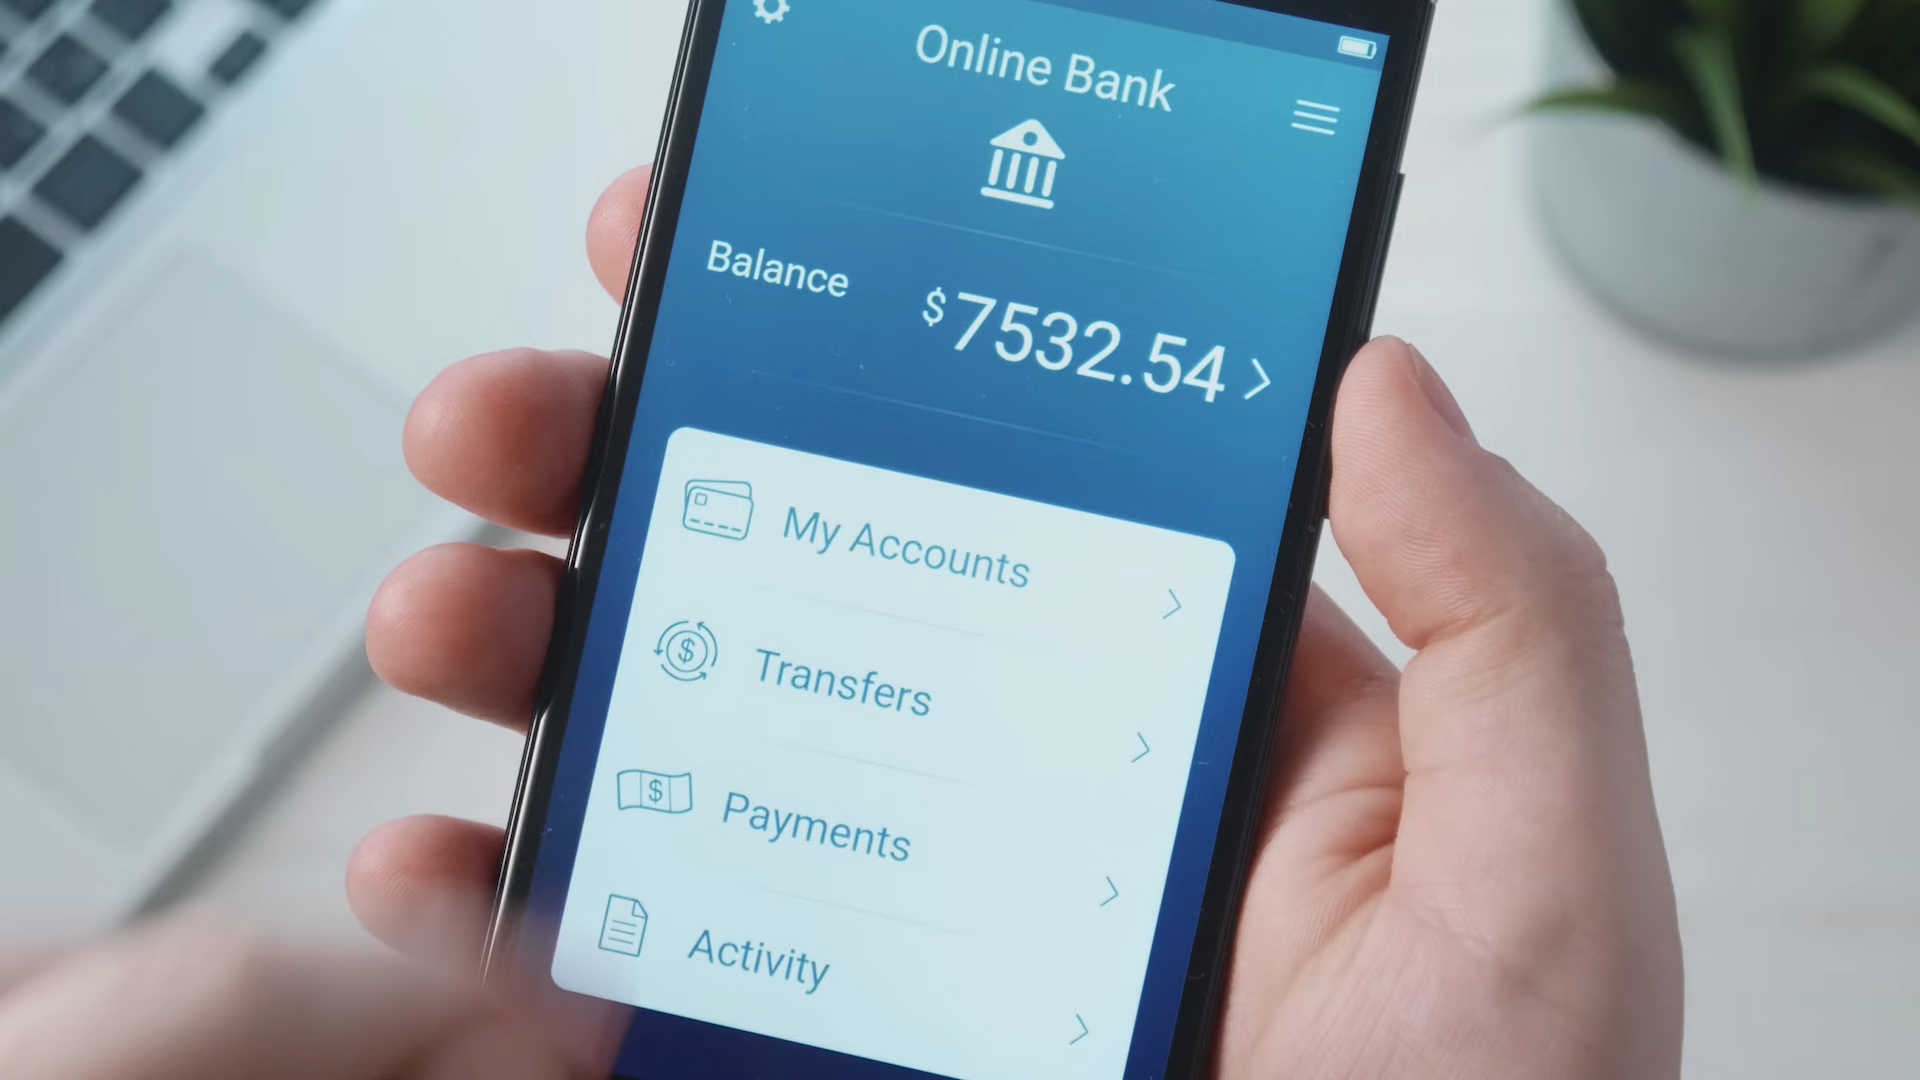 Online Bank
Balance
$7532.54
My Accounts
Transfers
Payments
Activity